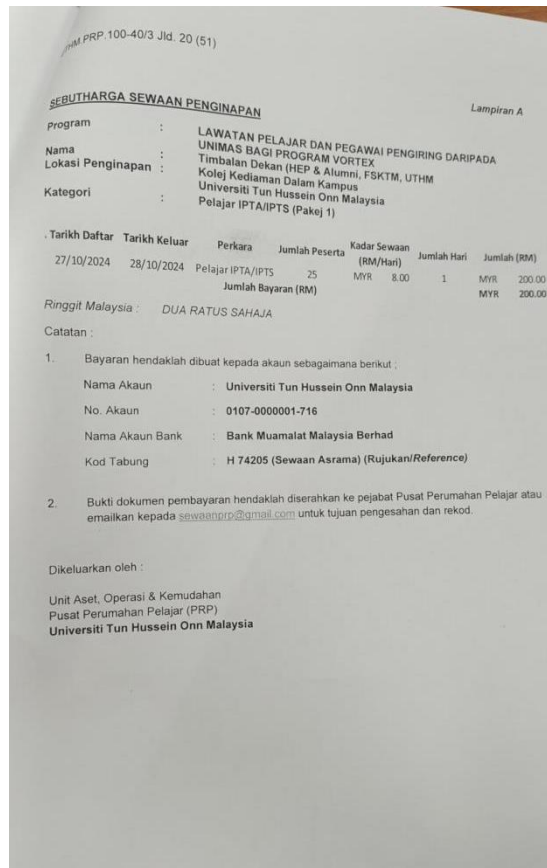 UTHM.PRP.100-40/3 Jld. 20 (51)
SEBUTHARGA SEWAAN PENGINAPAN
Lampiran A
Program : LAWATAN PELAJAR DAN PEGAWAI PENGIRING DARIPADA
UNIMAS BAGI PROGRAM VORTEX
Nama : Timbalan Dekan (HEP & Alumni, FSKTM, UTHM
Lokasi Penginapan : Kolej Kediaman Dalam Kampus
Universiti Tun Hussein Onn Malaysia
Kategori : Pelajar IPTA/IPTS (Pakej 1)
. Tarikh Daftar Tarikh Keluar Perkara Jumlah Peserta Kadar Sewaan (RM/Hari) Jumlah Hari Jumlah (RM)
27/10/2024 28/10/2024 Pelajar IPTA/IPTS 25 MYR 8.00 1 MYR 200.00
Jumlah Bayaran (RM) MYR 200.00
Ringgit Malaysia : DUA RATUS SAHAJA
Catatan :
1. Bayaran hendaklah dibuat kepada akaun sebagaimana berikut ;
Nama Akaun : Universiti Tun Hussein Onn Malaysia
No. Akaun : 0107-0000001-716
Nama Akaun Bank : Bank Muamalat Malaysia Berhad
Kod Tabung : H 74205 (Sewaan Asrama) (Rujukan/Reference)
2. Bukti dokumen pembayaran hendaklah diserahkan ke pejabat Pusat Perumahan Pelajar atau
emailkan kepada sewaanprp@gmail.com untuk tujuan pengesahan dan rekod.
Dikeluarkan oleh :
Unit Aset, Operasi & Kemudahan
Pusat Perumahan Pelajar (PRP)
Universiti Tun Hussein Onn Malaysia